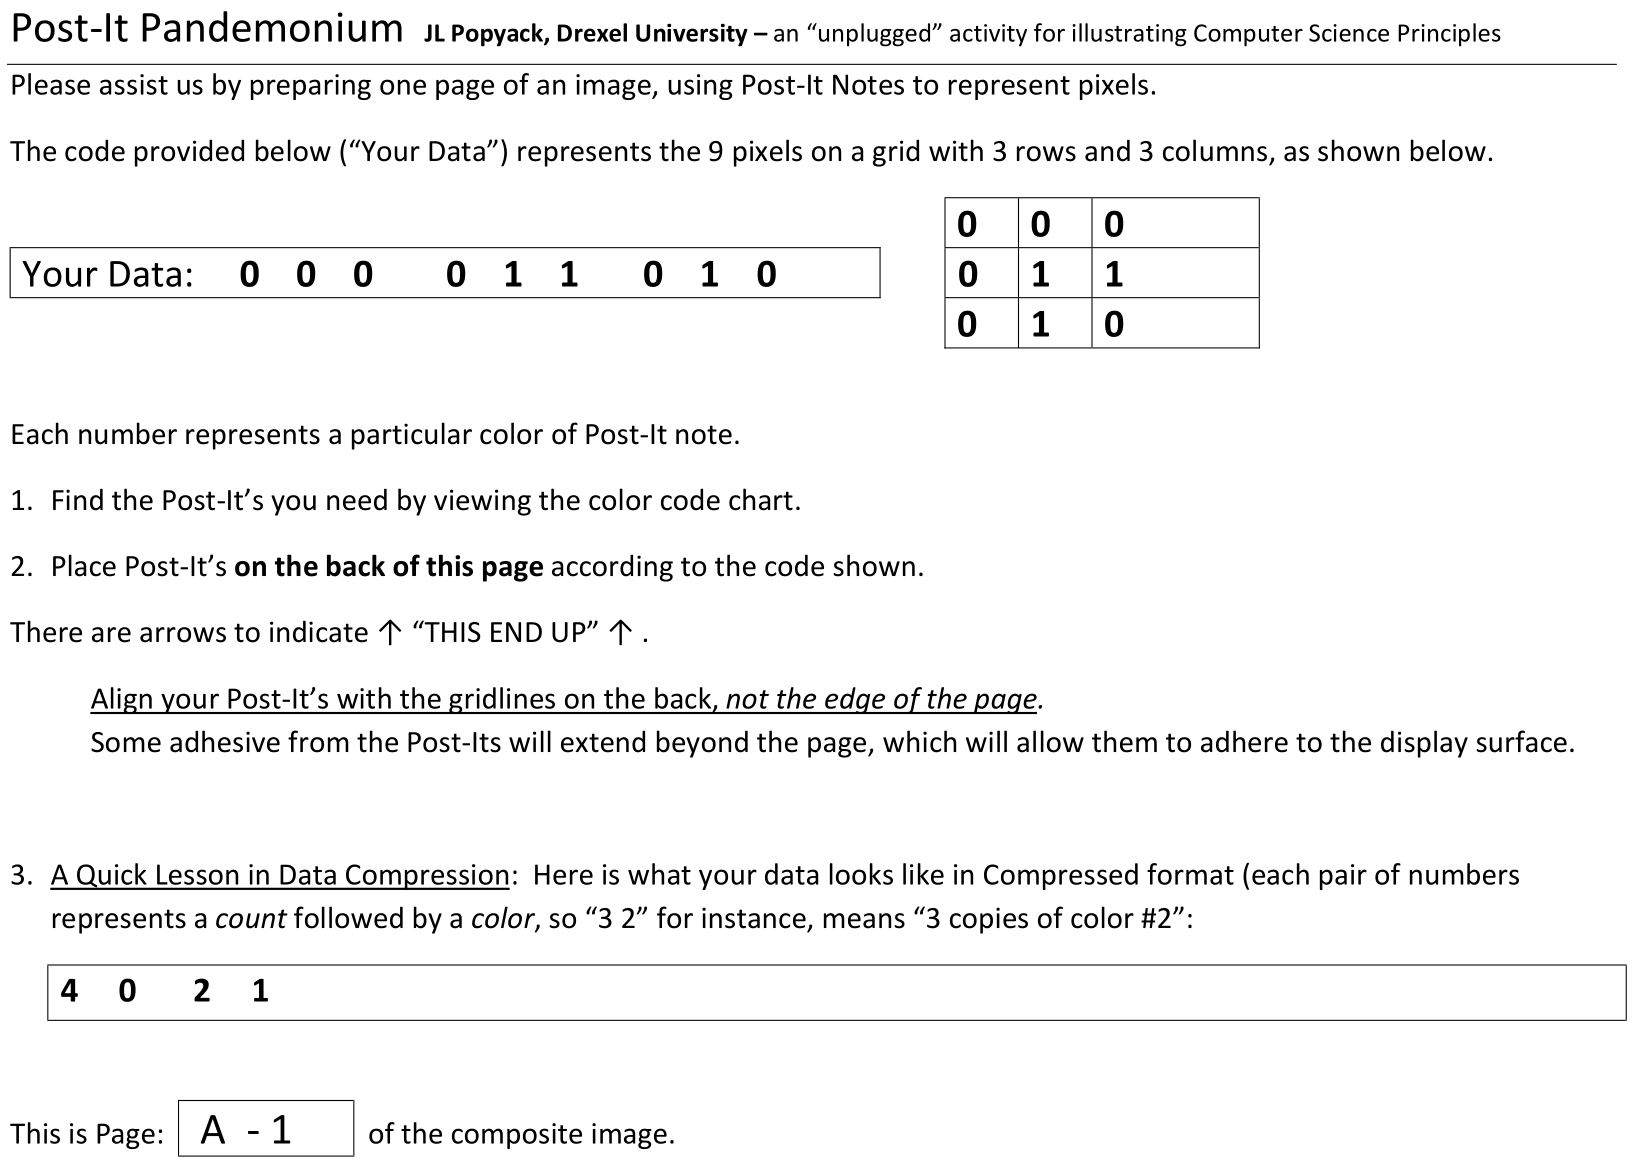 Post-It Pandemonium JL Popyack, Drexel University – an “unplugged” activity for illustrating Computer Science Principles
Please assist us by preparing one page of an image, using Post-It Notes to represent pixels.
The code provided below (“Your Data”) represents the 9 pixels on a grid with 3 rows and 3 columns, as shown below.
Your Data: 0 0 0 0 1 1 0 1 0
0 0 0
0 1 1
0 1 0
Each number represents a particular color of Post-It note.
1. Find the Post-It’s you need by viewing the color code chart.
2. Place Post-It’s on the back of this page according to the code shown.
There are arrows to indicate ↑ “THIS END UP” ↑ .
Align your Post-It’s with the gridlines on the back, not the edge of the page.
Some adhesive from the Post-Its will extend beyond the page, which will allow them to adhere to the display surface.
3. A Quick Lesson in Data Compression: Here is what your data looks like in Compressed format (each pair of numbers
represents a count followed by a color, so “3 2” for instance, means “3 copies of color #2”:
4 0 2 1
This is Page: A - 1 of the composite image.